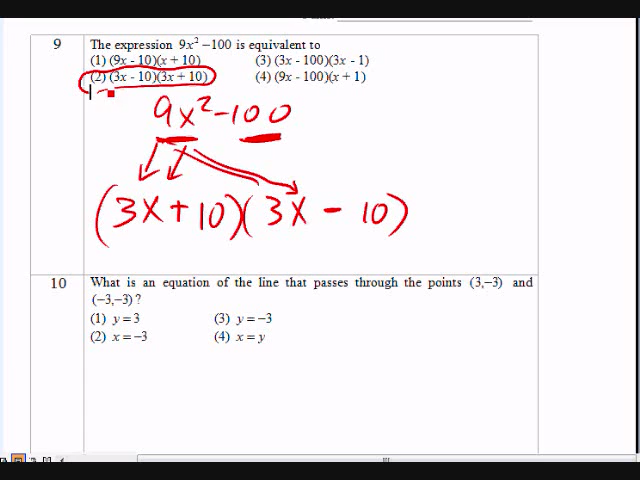 9
The expression 9x² − 100 is equivalent to
(1) (9x - 10)(x + 10) (3) (3x - 100)(3x - 1)
(2) (3x - 10)(3x + 10) (4) (9x - 100)(x + 1)
9x² - 100
(3x + 10)(3x - 10)
10
What is an equation of the line that passes through the points (3,−3) and
(−3,−3)?
(1) y = 3 (3) y = −3
(2) x = −3 (4) x = y